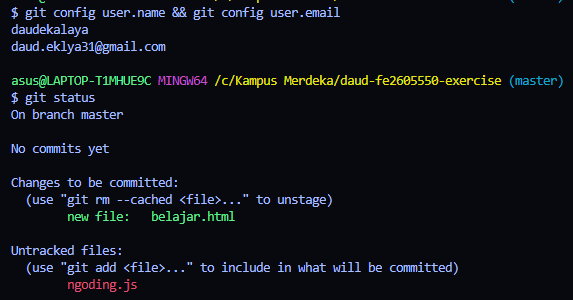 $ git config user.name && git config user.email
daudekalaya
daud.eklya31@gmail.com
asus@LAPTOP-T1MHUE9C MINGW64 /c/Kampus Merdeka/daud-fe2605550-exercise (master)
$ git status
On branch master
No commits yet
Changes to be committed:
  (use "git rm --cached <file>..." to unstage)
        new file:   belajar.html
Untracked files:
  (use "git add <file>..." to include in what will be committed)
        ngoding.js